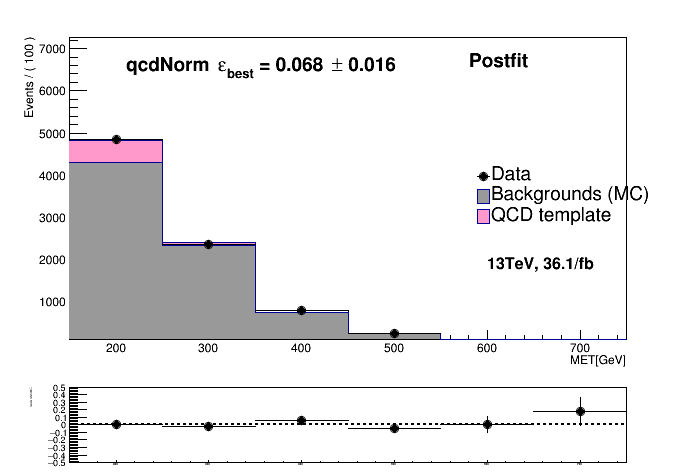 qcdNorm εbest = 0.068 ± 0.016
Postfit
Events / ( 100 )
7000
6000
5000
4000
3000
2000
1000
Data
Backgrounds (MC)
QCD template
13TeV, 36.1/fb
200 300 400 500 600 700
MET[GeV]
0.5
0.4
0.3
0.2
0.1
0
−0.1
−0.2
−0.3
−0.4
−0.5